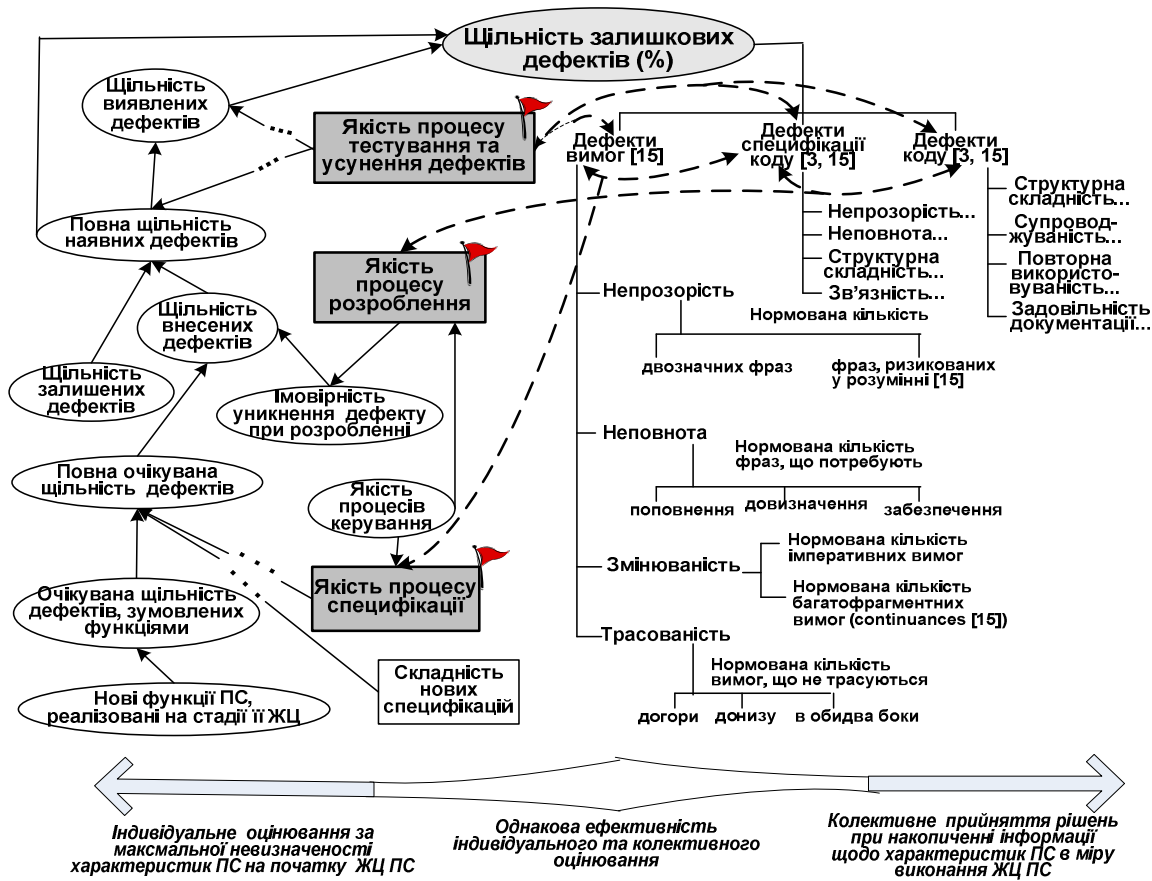 Щільність залишкових
дефектів (%)
Щільність
виявлених
дефектів
Якість процесу
тестування та
усунення дефектів
Дефекти
вимог [15]
Дефекти
специфікації
коду [3, 15]
Дефекти
коду [3, 15]
Повна щільність
наявних дефектів
Якість
процесу
розроблення
Непрозорість...
Неповнота...
Структурна
складність...
Зв’язність...
Структурна
складність...
Супровод-
жуваність...
Повторна
використо-
вуваність...
Задовільність
документації...
Щільність
внесених
дефектів
Непрозорість
Нормована кількість
двозначних фраз
фраз, ризикованих
у розумінні [15]
Щільність
залишених
дефектів
Імовірність
уникнення дефекту
при розробленні
Неповнота
Нормована кількість
фраз, що потребують
поповнення
довизначення
забезпечення
Повна очікувана
щільність дефектів
Якість
процесів
керування
Змінюваність
Нормована кількість
імперативних вимог
Нормована кількість
багатофрагментних
вимог (continuances [15])
Очікувана щільність
дефектів, зумовлених
функціями
Якість процесу
специфікації
Трасованість
Нормована кількість
вимог, що не трасуються
догори
донизу
в обидва боки
Нові функції ПС,
реалізовані на стадії її ЖЦ
Складність
нових
специфікацій
Індивідуальне оцінювання за
максмальної невизначеності
характеристик ПС на початку ЖЦ ПС
Однакова ефективність
індивідуального та колективного
оцінювання
Колективне прийняття рішень
при накопиченні інформації
щодо характеристик ПС в міру
виконання ЖЦ ПС